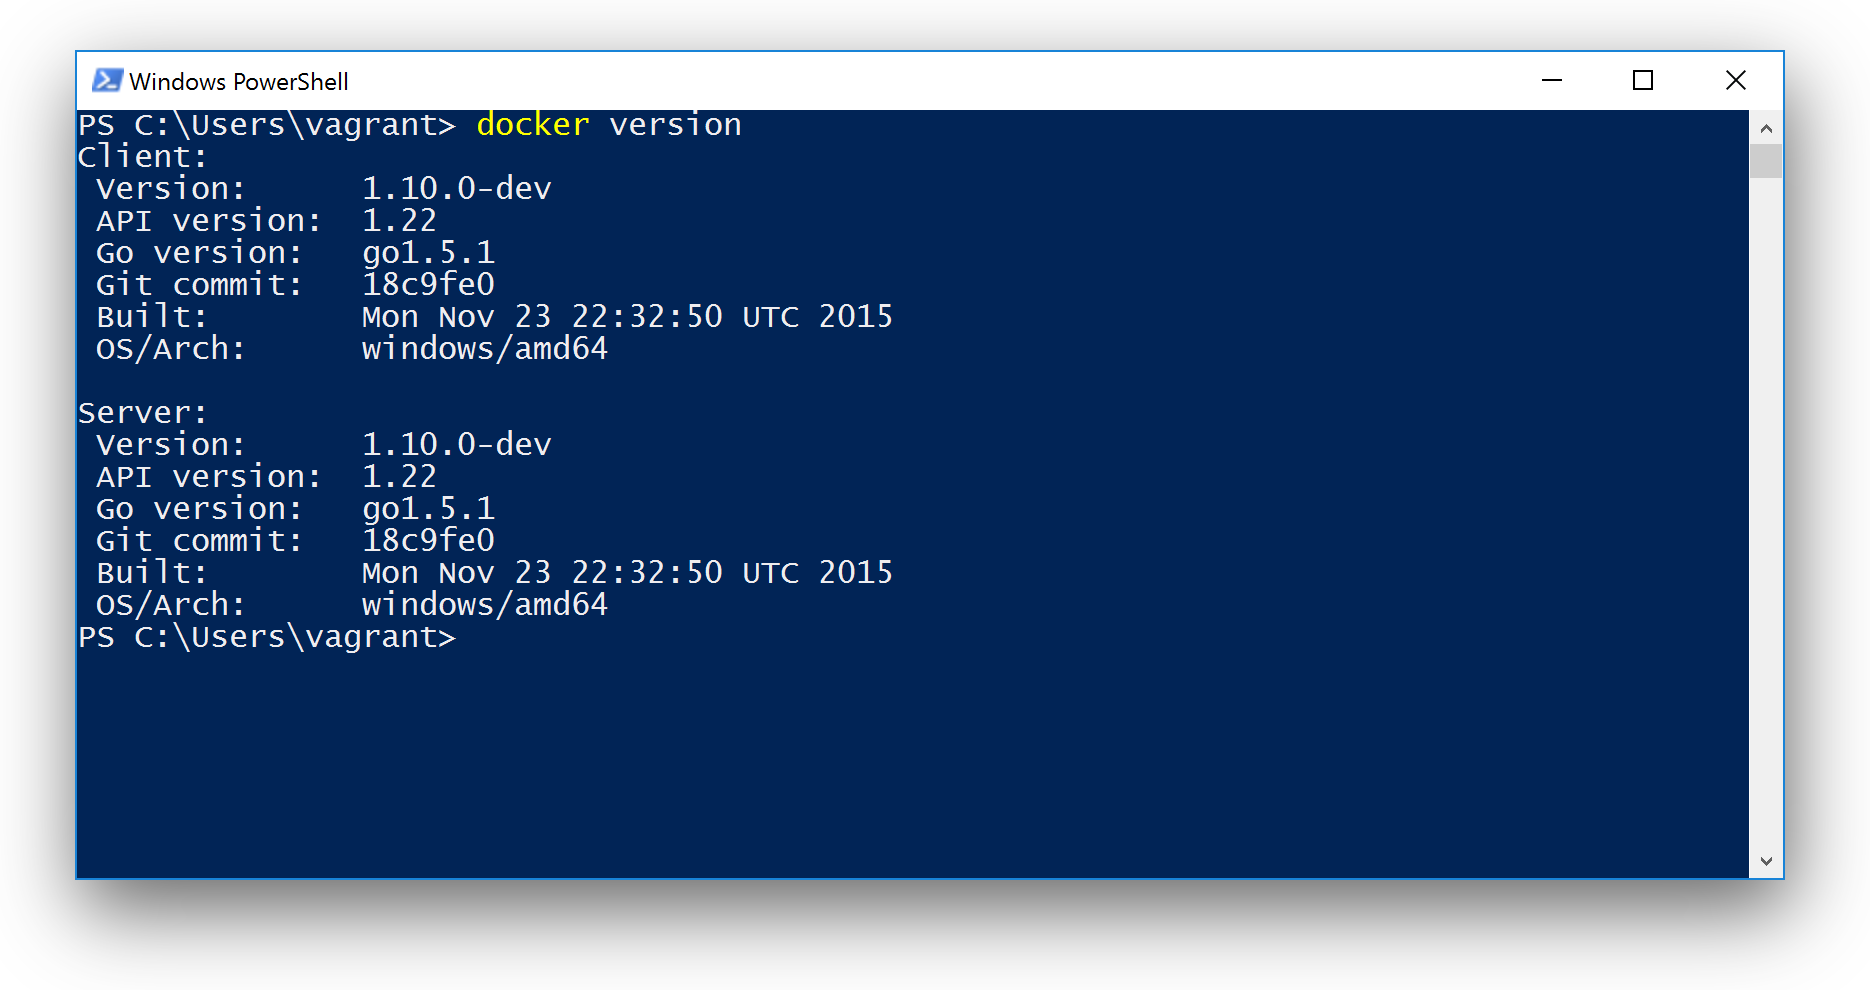 Windows PowerShell
PS C:\Users\vagrant> docker version
Client:
 Version:      1.10.0-dev
 API version:  1.22
 Go version:   go1.5.1
 Git commit:   18c9fe0
 Built:        Mon Nov 23 22:32:50 UTC 2015
 OS/Arch:      windows/amd64

Server:
 Version:      1.10.0-dev
 API version:  1.22
 Go version:   go1.5.1
 Git commit:   18c9fe0
 Built:        Mon Nov 23 22:32:50 UTC 2015
 OS/Arch:      windows/amd64
PS C:\Users\vagrant>